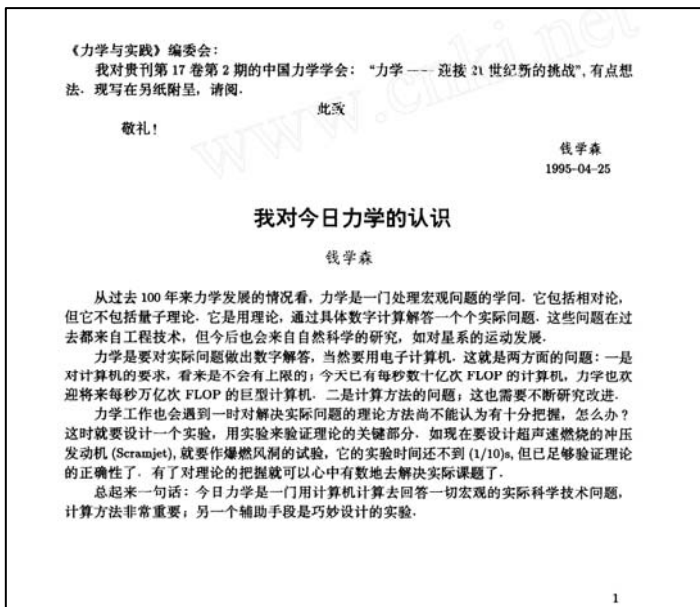 www.cnki.net
《力学与实践》编委会：
我对贵刊第 17 卷第 2 期的中国力学学会：“力学 —— 迎接 21 世纪新的挑战”, 有点想
法. 现写在另纸附呈, 请阅.
此致
敬礼!
钱学森
1995-04-25
我对今日力学的认识
钱学森
从过去 100 年来力学发展的情况看, 力学是一门处理宏观问题的学问. 它包括相对论,
但它不包括量子理论. 它是用理论, 通过具体数字计算解答一个个实际问题. 这些问题在过
去都来自工程技术, 但今后也会来自自然科学的研究, 如对星系的运动发展.
力学是要对实际问题做出数字解答, 当然要用电子计算机. 这就是两方面的问题：一是
对计算机的要求, 看来是不会有上限的; 今天已有每秒数十亿次 FLOP 的计算机, 力学也欢
迎将来每秒万亿次 FLOP 的巨型计算机. 二是计算方法的问题; 这也需要不断研究改进.
力学工作也会遇到一时对解决实际问题的理论方法尚不能认为有十分把握, 怎么办?
这时就要设计一个实验, 用实验来验证理论的关键部分. 如现在要设计超声速燃烧的冲压
发动机 (Scramjet), 就要作爆燃风洞的试验, 它的实验时间还不到 (1/10)s, 但已足够验证理论
的正确性了. 有了对理论的把握就可以心中有数地去解决实际课题了.
总起来一句话：今日力学是一门用计算机计算去回答一切宏观的实际科学技术问题,
计算方法非常重要; 另一个辅助手段是巧妙设计的实验.
1